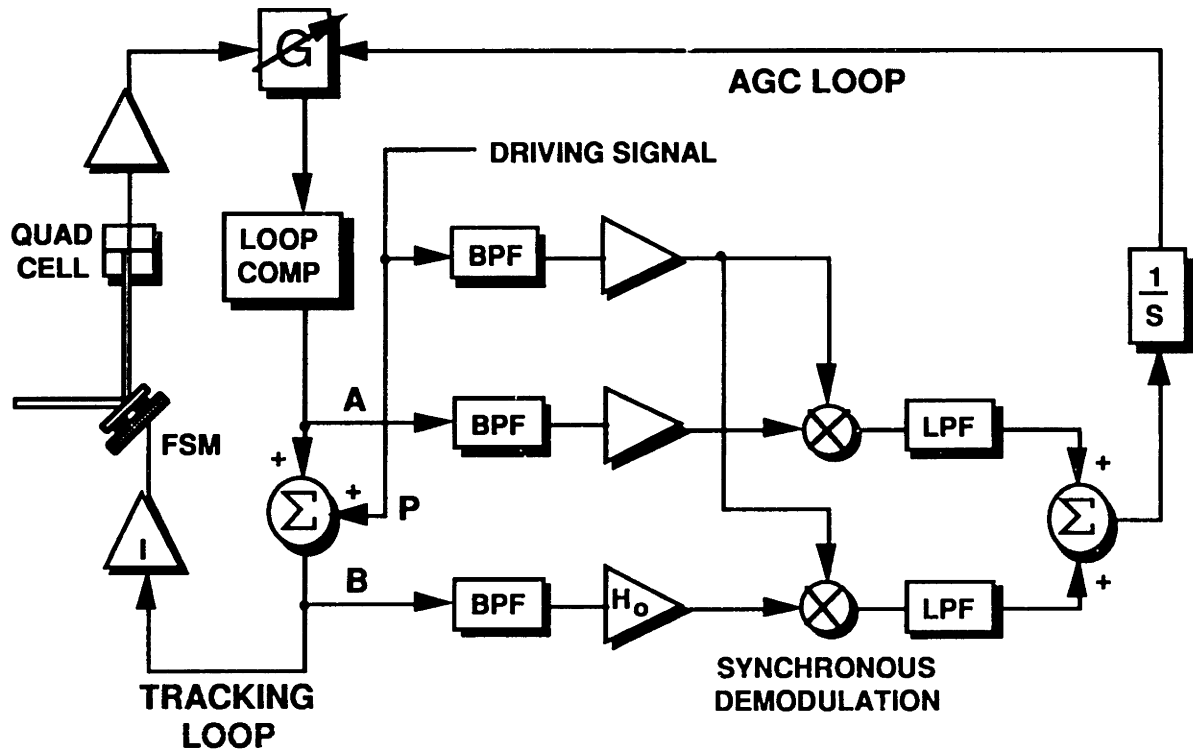 G
AGC LOOP
DRIVING SIGNAL
QUAD
CELL
LOOP
COMP
BPF
1
S
A
BPF
LPF
FSM
+
+
P
+
Σ
Σ
I
B
BPF
H₀
LPF
+
SYNCHRONOUS
DEMODULATION
TRACKING
LOOP